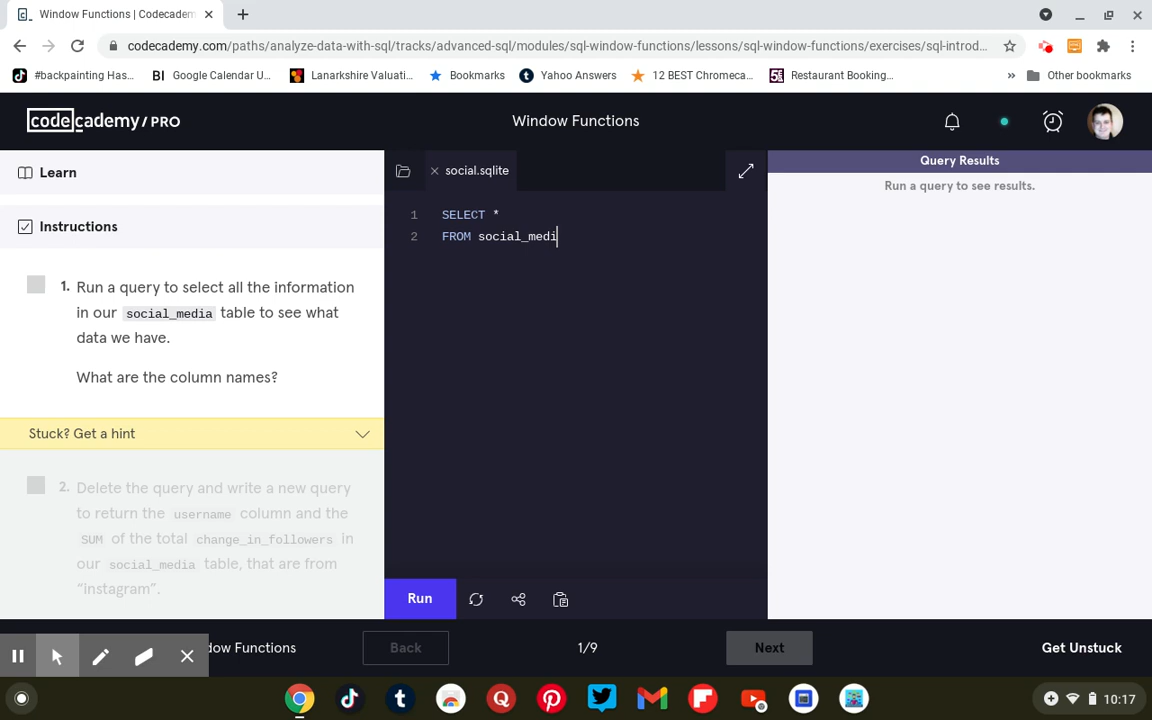 Window Functions | Codecadem
codecademy.com/paths/analyze-data-with-sql/tracks/advanced-sql/modules/sql-window-functions/lessons/sql-window-functions/exercises/sql-introd...
#backpainting Has... BI Google Calendar U... Lanarkshire Valuati... Bookmarks Yahoo Answers 12 BEST Chromeca... Restaurant Booking... » Other bookmarks
codecademy / PRO
Window Functions
Learn
Instructions
1. Run a query to select all the information
in our social_media table to see what
data we have.
What are the column names?
Stuck? Get a hint
2. Delete the query and write a new query
to return the username column and the
SUM of the total change_in_followers in
our social_media table, that are from
“instagram”.
social.sqlite
1 SELECT *
2 FROM social_medi
Run
Query Results
Run a query to see results.
dow Functions
Back
1/9
Next
Get Unstuck
10:17